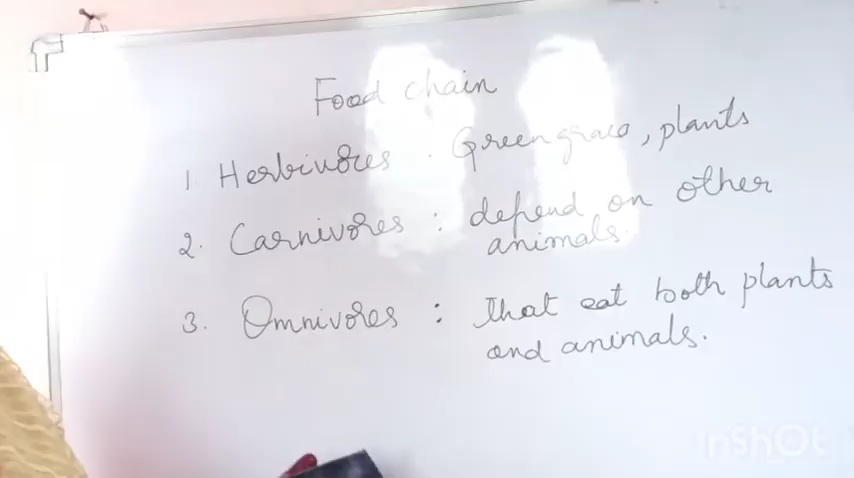 Food chain
1. Herbivores : Green grass, plants
2. Carnivores : depend on other
animals.
3. Omnivores : that eat both plants
and animals.
InShOt